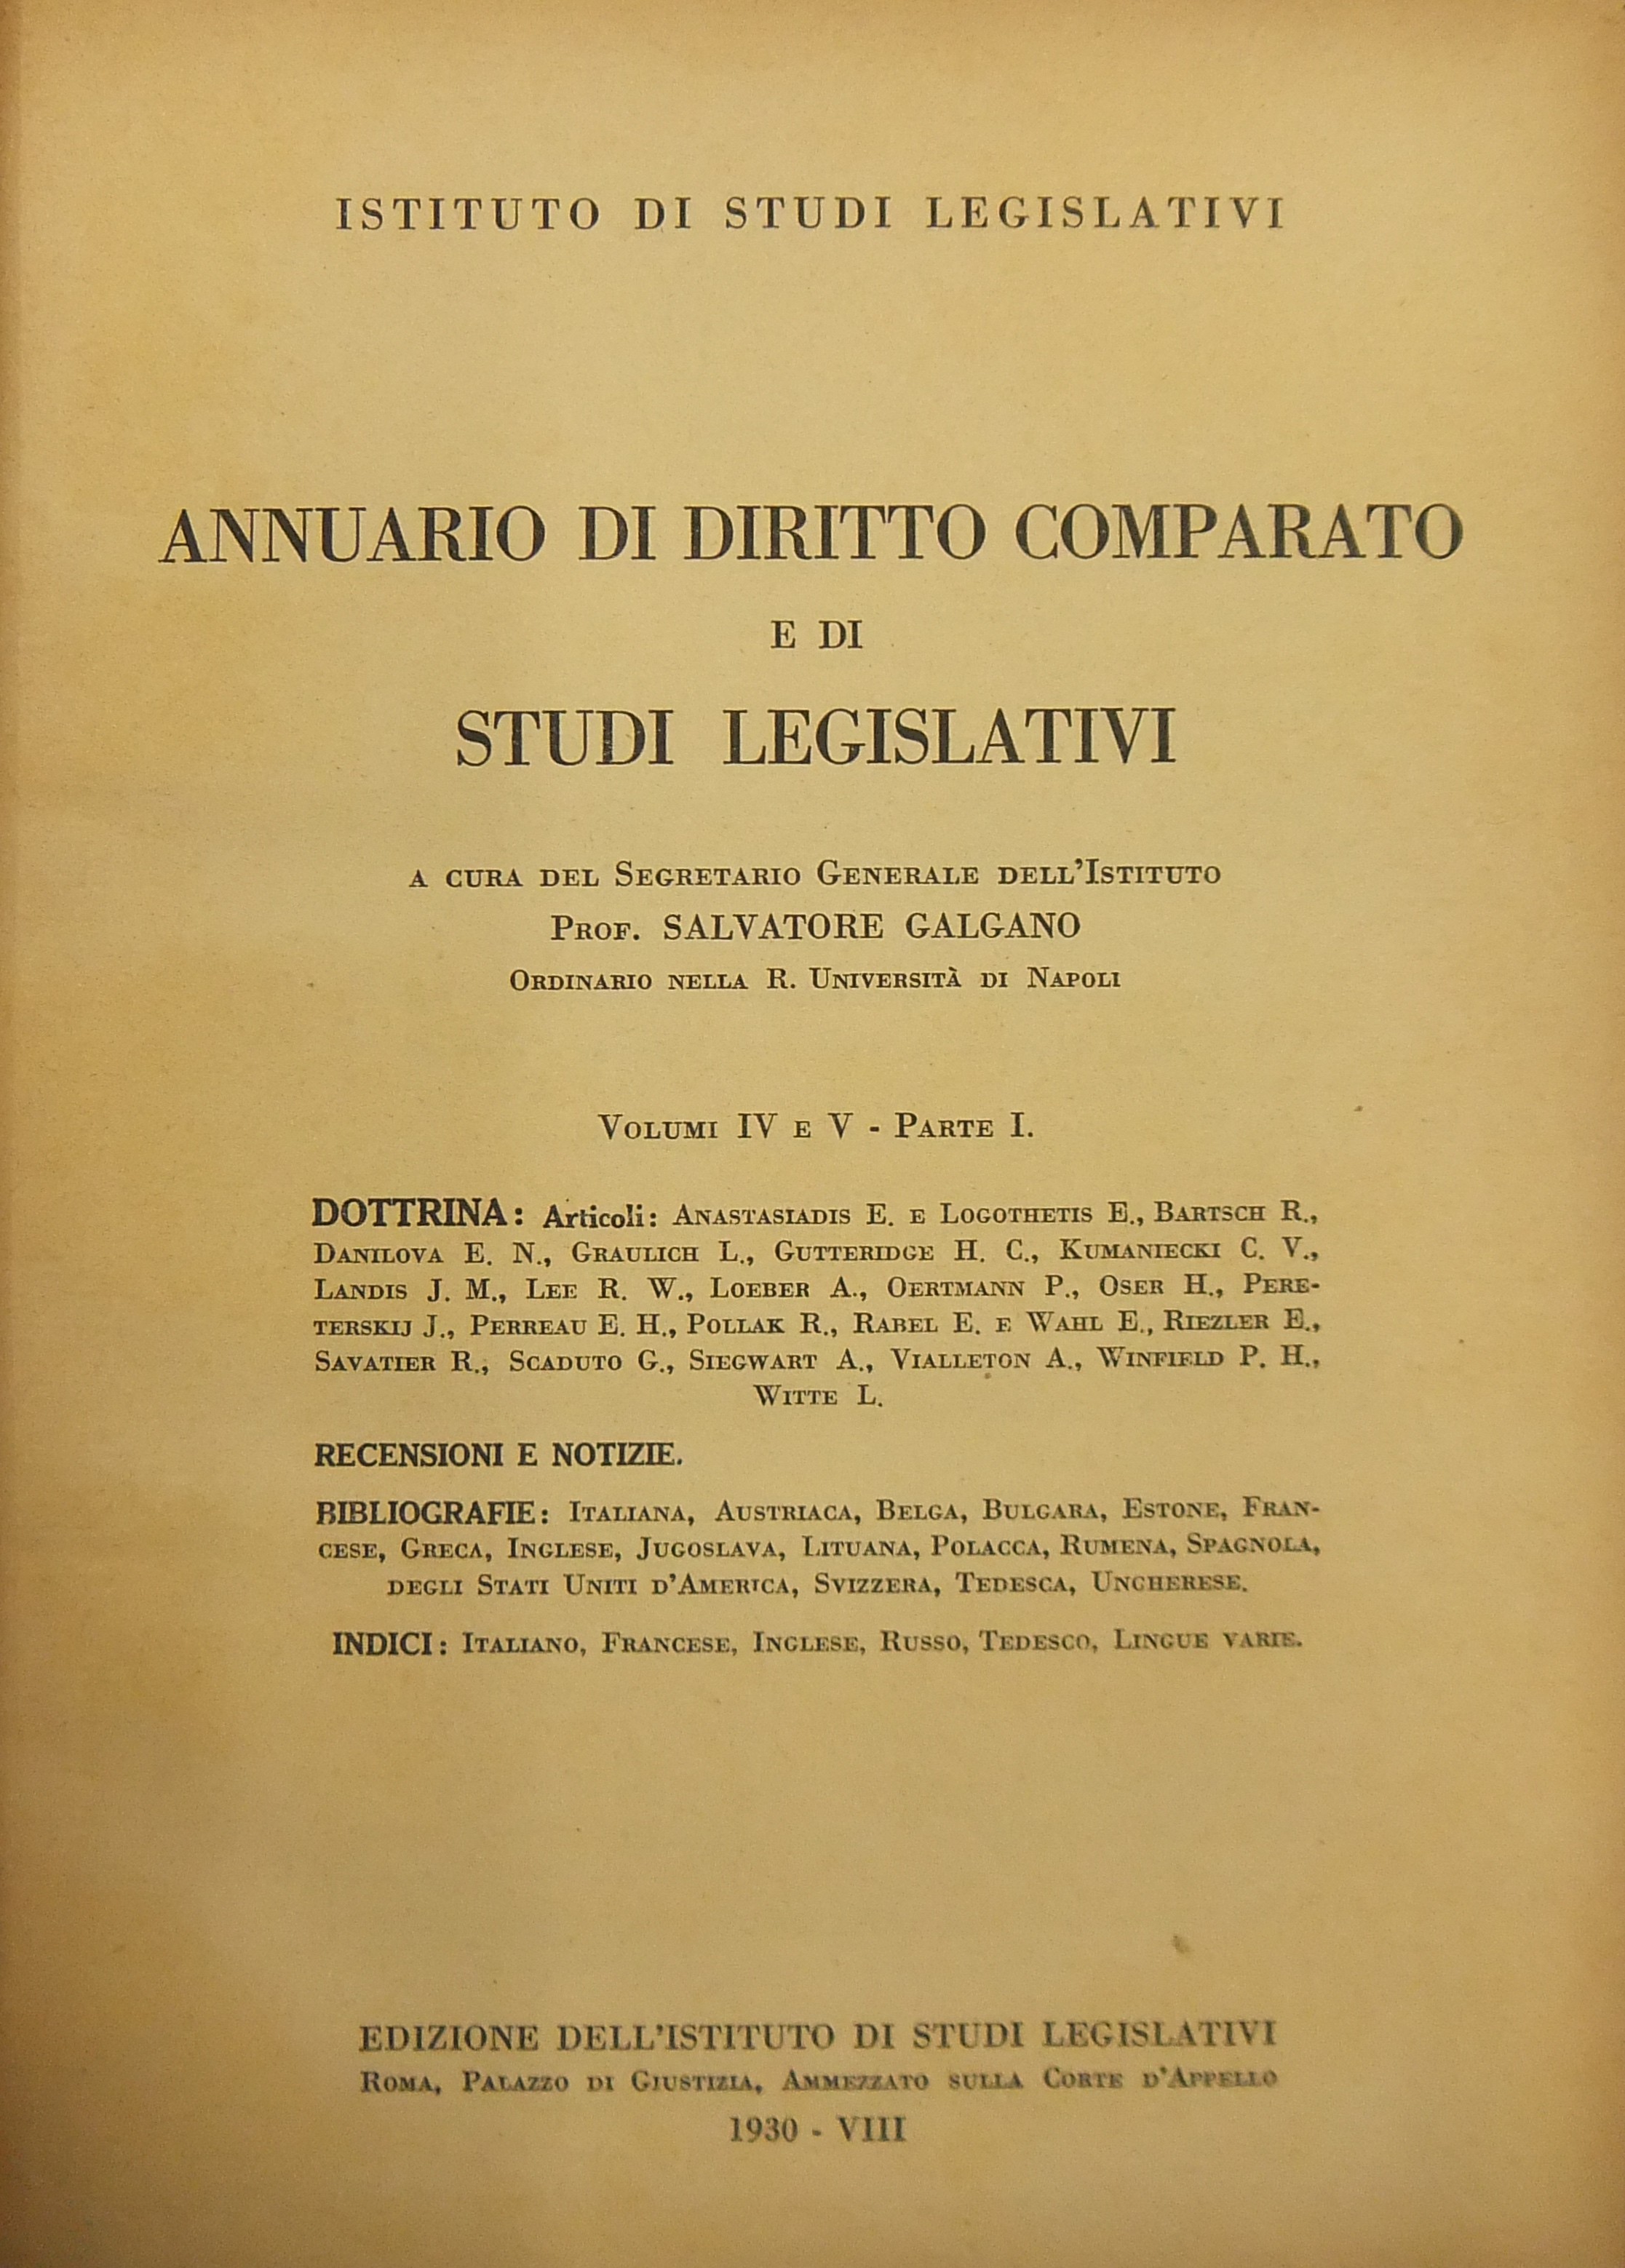 ISTITUTO DI STUDI LEGISLATIVI
ANNUARIO DI DIRITTO COMPARATO
E DI
STUDI LEGISLATIVI
A CURA DEL SEGRETARIO GENERALE DELL'ISTITUTO
PROF. SALVATORE GALGANO
ORDINARIO NELLA R. UNIVERSITÀ DI NAPOLI
VOLUMI IV E V - PARTE I.
DOTTRINA: Articoli: ANASTASIADIS E. E LOGOTHETIS E., BARTSCH R.,
DANILOVA E. N., GRAULICH L., GUTTERIDGE H. C., KUMANIECKI C. V.,
LANDIS J. M., LEE R. W., LOEBER A., OERTMANN P., OSER H., PERE-
TERSKIJ J., PERREAU E. H., POLLAK R., RABEL E. E WAHL E., RIEZLER E.,
SAVATIER R., SCADUTO G., SIEGWART A., VIALLETON A., WINFIELD P. H.,
WITTE L.
RECENSIONI E NOTIZIE.
BIBLIOGRAFIE: ITALIANA, AUSTRIACA, BELGA, BULGARA, ESTONE, FRAN-
CESE, GRECA, INGLESE, JUGOSLAVA, LITUANA, POLACCA, RUMENA, SPAGNOLA,
DEGLI STATI UNITI D'AMERICA, SVIZZERA, TEDESCA, UNGHERESE.
INDICI: ITALIANO, FRANCESE, INGLESE, RUSSO, TEDESCO, LINGUE VARIE.
EDIZIONE DELL'ISTITUTO DI STUDI LEGISLATIVI
ROMA, PALAZZO DI GIUSTIZIA, AMMEZZATO SULLA CORTE D'APPELLO
1930 - VIII